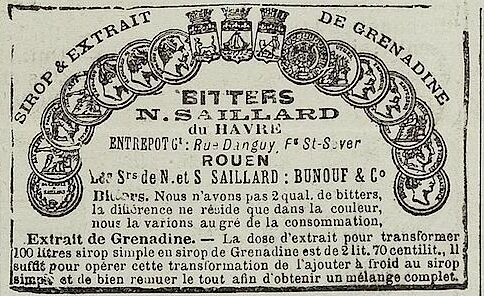 SIROP & EXTRAIT DE GRENADINE
BITTERS
N. SAILLARD
du HAVRE
ENTREPOT Gᵃˡ: Rue Danguy, Fᵍ St-Sever
ROUEN
Les Sʳˢ de N. et S SAILLARD : BUNOUF & Cᵒ
Bitters. Nous n'avons pas 2 qual. de bitters,
la différence ne réside que dans la couleur,
nous la varions au gré de la consommation,
Extrait de Grenadine. — La dose d'extrait pour transformer
100 litres sirop simple en sirop de Grenadine est de 2 lit. 70 centilit., Il
suffit pour opérer cette transformation de l'ajouter à froid au sirop
simple et de bien remuer le tout afin d'obtenir un mélange complet.